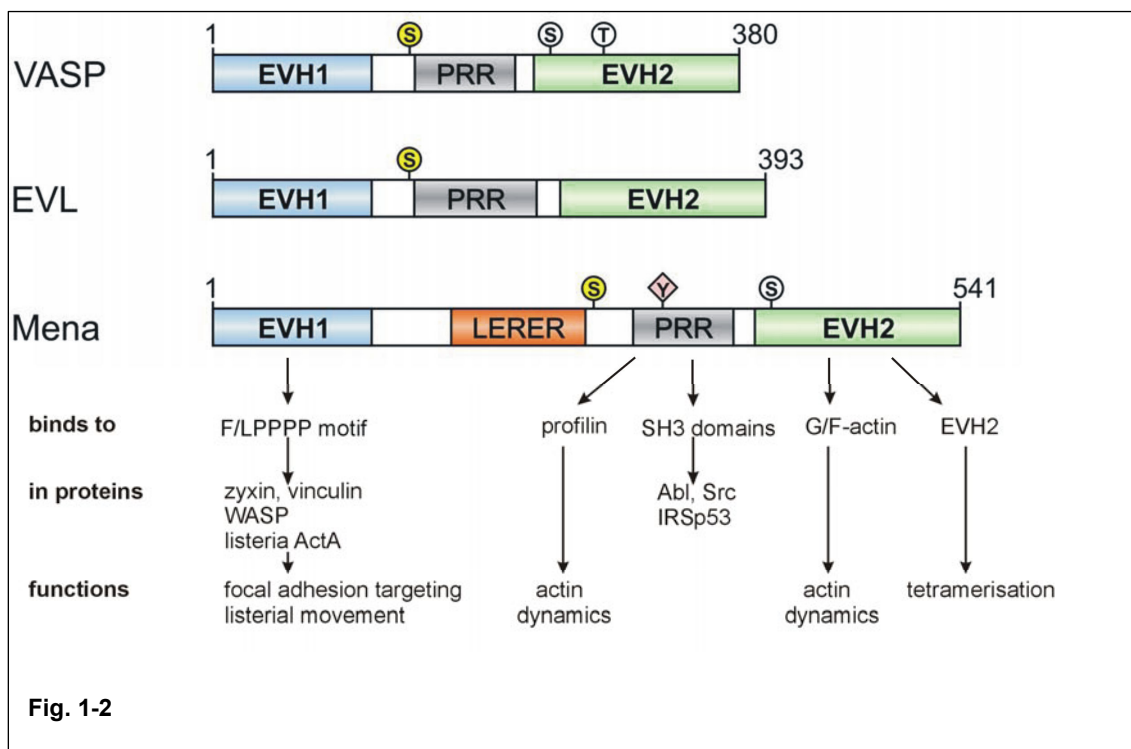 1 S S T 380
VASP EVH1 PRR EVH2
1 S 393
EVL EVH1 PRR EVH2
1 S Y S 541
Mena EVH1 LERER PRR EVH2
binds to F/LPPPP motif profilin SH3 domains G/F-actin EVH2
in proteins zyxin, vinculin Abl, Src
WASP IRSp53
listeria ActA
functions focal adhesion targeting actin actin tetramerisation
listerial movement dynamics dynamics
Fig. 1-2